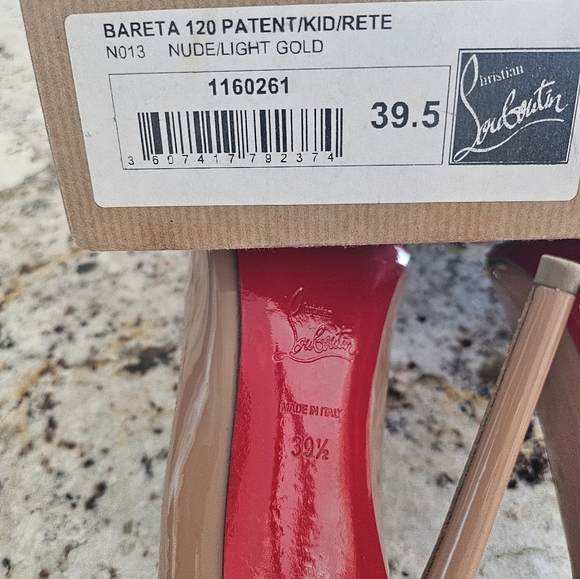 BARETA 120 PATENT/KID/RETE
N013 NUDE/LIGHT GOLD
1160261
39.5
3 607417 792374
Christian
Louboutin
Christian
Louboutin
MADE IN ITALY
39½